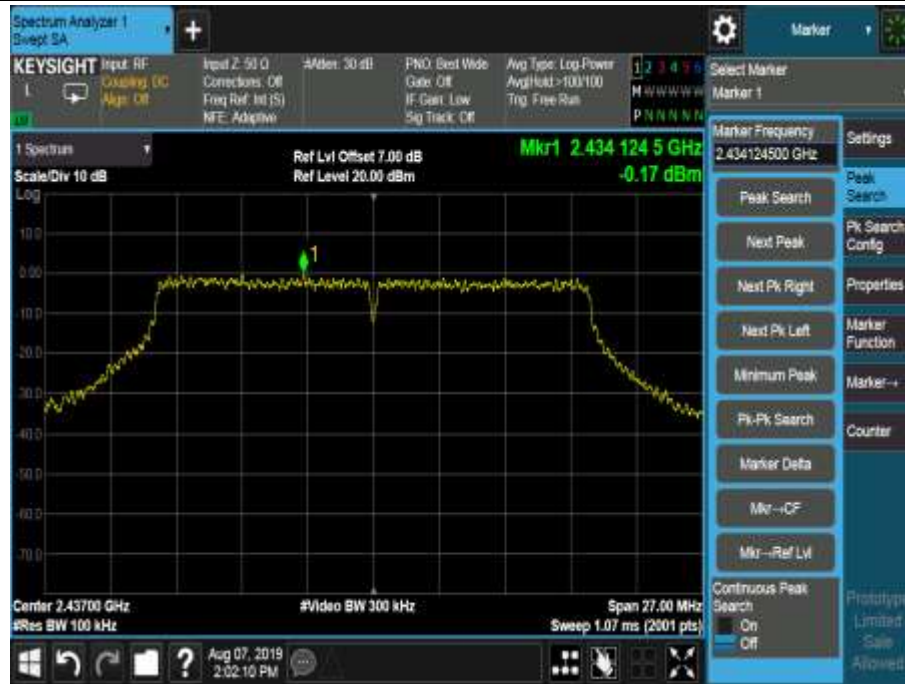 Spectrum Analyzer 1
Swept SA
+
Marker
KEYSIGHT
L
Input: RF
Coupling: DC
Align: Off
Input Z: 50 Ω
Corrections: Off
Freq Ref: Int (S)
NFE: Adaptive
#Atten: 30 dB
PNO: Best Wide
Gate: Off
IF Gain: Low
Sig Track: Off
Avg Type: Log-Power
Avg|Hold:>100/100
Trig: Free Run
1 2 3 4 5 6
M W W W W W
P N N N N N
Select Marker
Marker 1
1 Spectrum
Scale/Div 10 dB
Log
Ref Lvl Offset 7.00 dB
Ref Level 20.00 dBm
Mkr1 2.434 124 5 GHz
-0.17 dBm
10.0
0.00
-10.0
-20.0
-30.0
-40.0
-50.0
-60.0
-70.0
1
Center 2.43700 GHz
#Res BW 100 kHz
#Video BW 300 kHz
Span 27.00 MHz
Sweep 1.07 ms (2001 pts)
Marker Frequency
2.434124500 GHz
Peak Search
Next Peak
Next Pk Right
Next Pk Left
Minimum Peak
Pk-Pk Search
Marker Delta
Mkr→CF
Mkr→Ref Lvl
Continuous Peak
Search
On
Off
Settings
Peak
Search
Pk Search
Config
Properties
Marker
Function
Marker→
Counter
Prototype
Limited
Sale
Allowed
?
Aug 07, 2019
2:02:10 PM